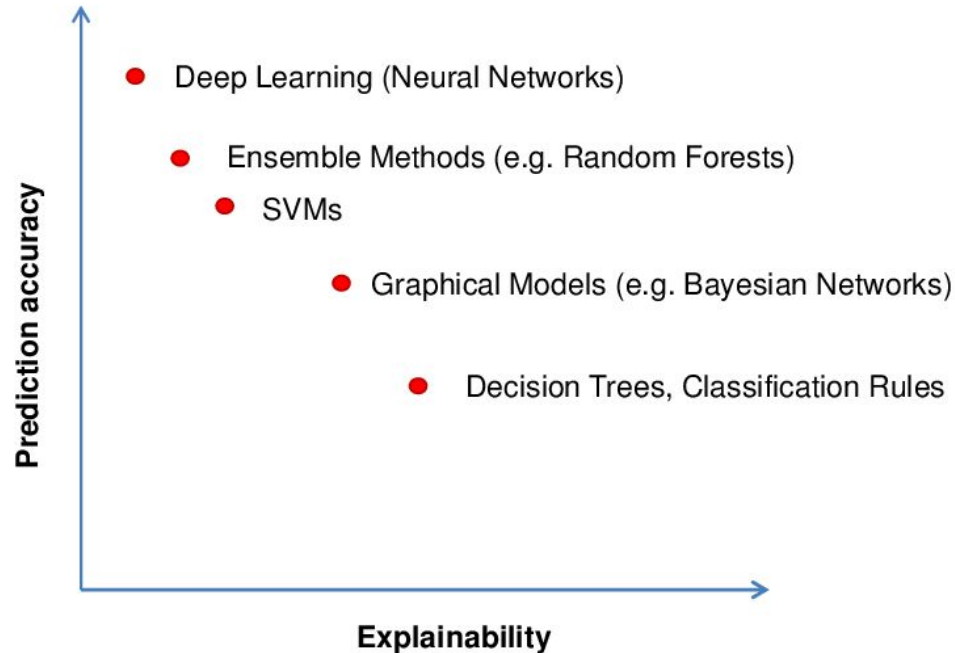 Deep Learning (Neural Networks)
Ensemble Methods (e.g. Random Forests)
SVMs
Graphical Models (e.g. Bayesian Networks)
Decision Trees, Classification Rules
Prediction accuracy
Explainability